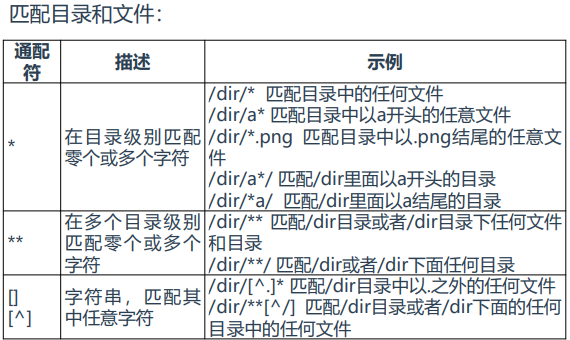 匹配目录和文件：
通配
符
描述
示例
*
在目录级别匹配
零个或多个字符
/dir/* 匹配目录中的任何文件
/dir/a* 匹配目录中以a开头的任意文件
/dir/*.png 匹配目录中以.png结尾的任意文
件
/dir/a*/ 匹配/dir里面以a开头的目录
/dir/*a/ 匹配/dir里面以a结尾的目录
**
在多个目录级别
匹配零个或多个
字符
/dir/** 匹配/dir目录或者/dir目录下任何文件
和目录
/dir/**/ 匹配/dir或者/dir下面任何目录
[]
[^]
字符串，匹配其
中任意字符
/dir/[^.]* 匹配/dir目录中以.之外的任何文件
/dir/**[^/] 匹配/dir目录或者/dir下面的任何
目录中的任何文件